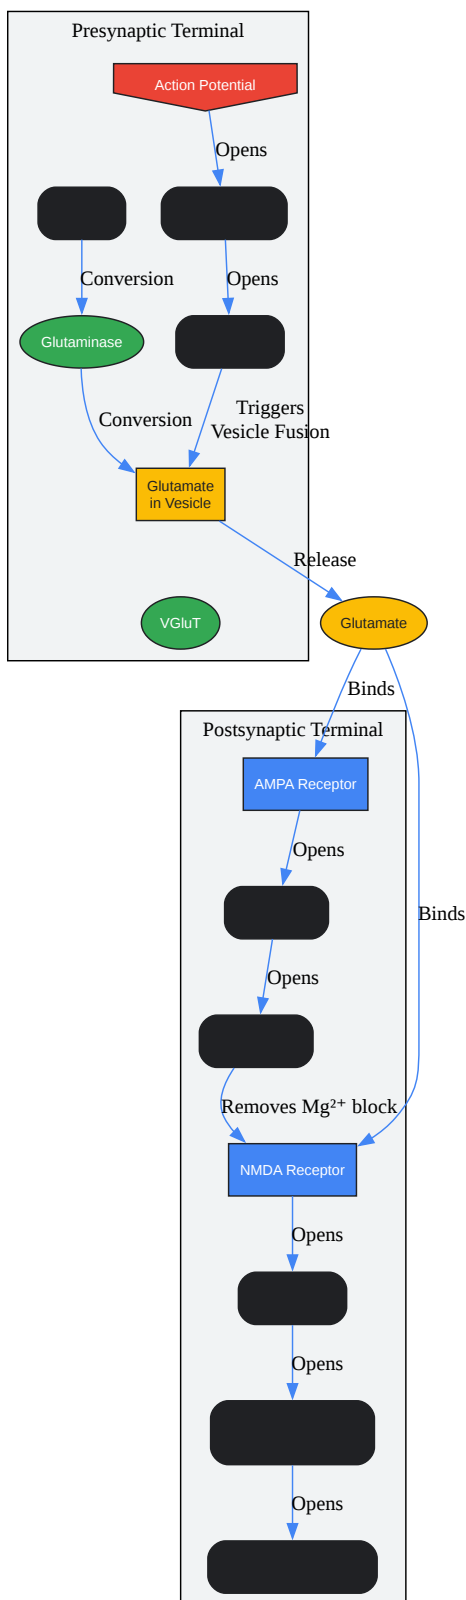 Presynaptic Terminal
Action Potential
Opens
Conversion
Opens
Glutaminase
Conversion
Triggers
Vesicle Fusion
Glutamate
in Vesicle
Release
VGluT
Glutamate
Binds
Postsynaptic Terminal
AMPA Receptor
Opens
Binds
Opens
Removes Mg²⁺ block
NMDA Receptor
Opens
Opens
Opens